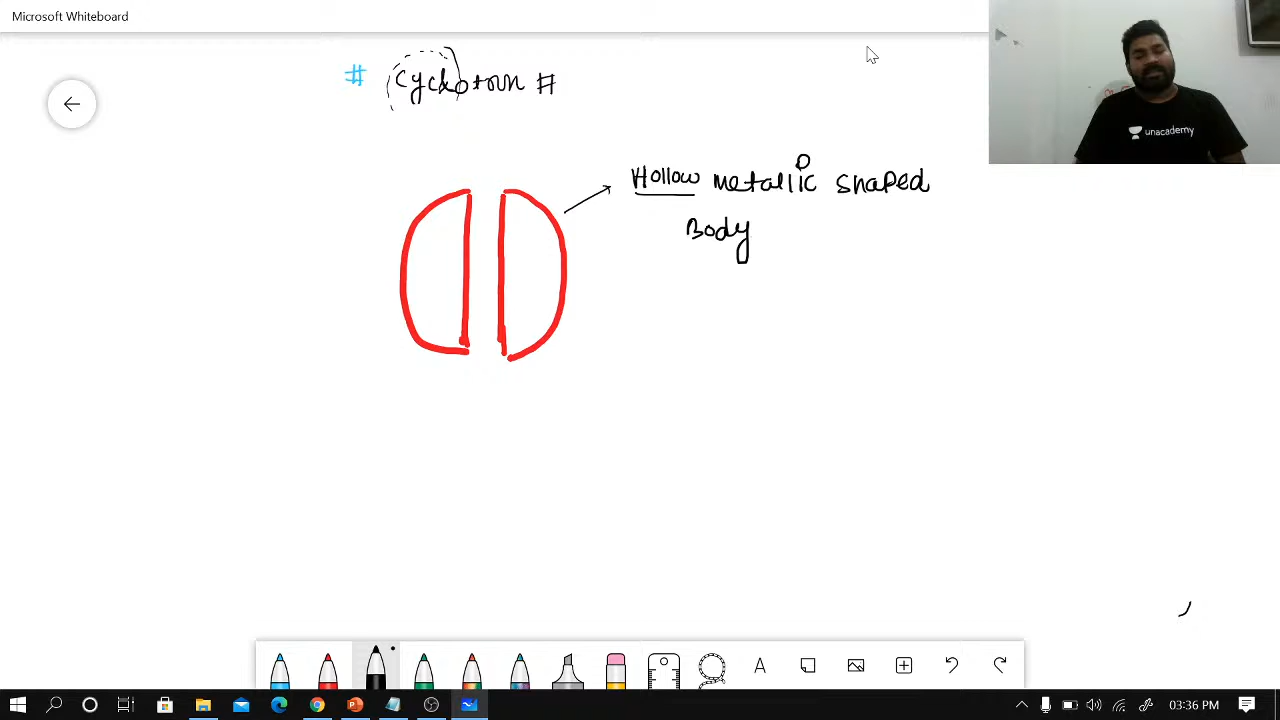 Microsoft Whiteboard
# Cyclotron #
Hollow metallic D shaped
Body
unacademy
A
03:36 PM